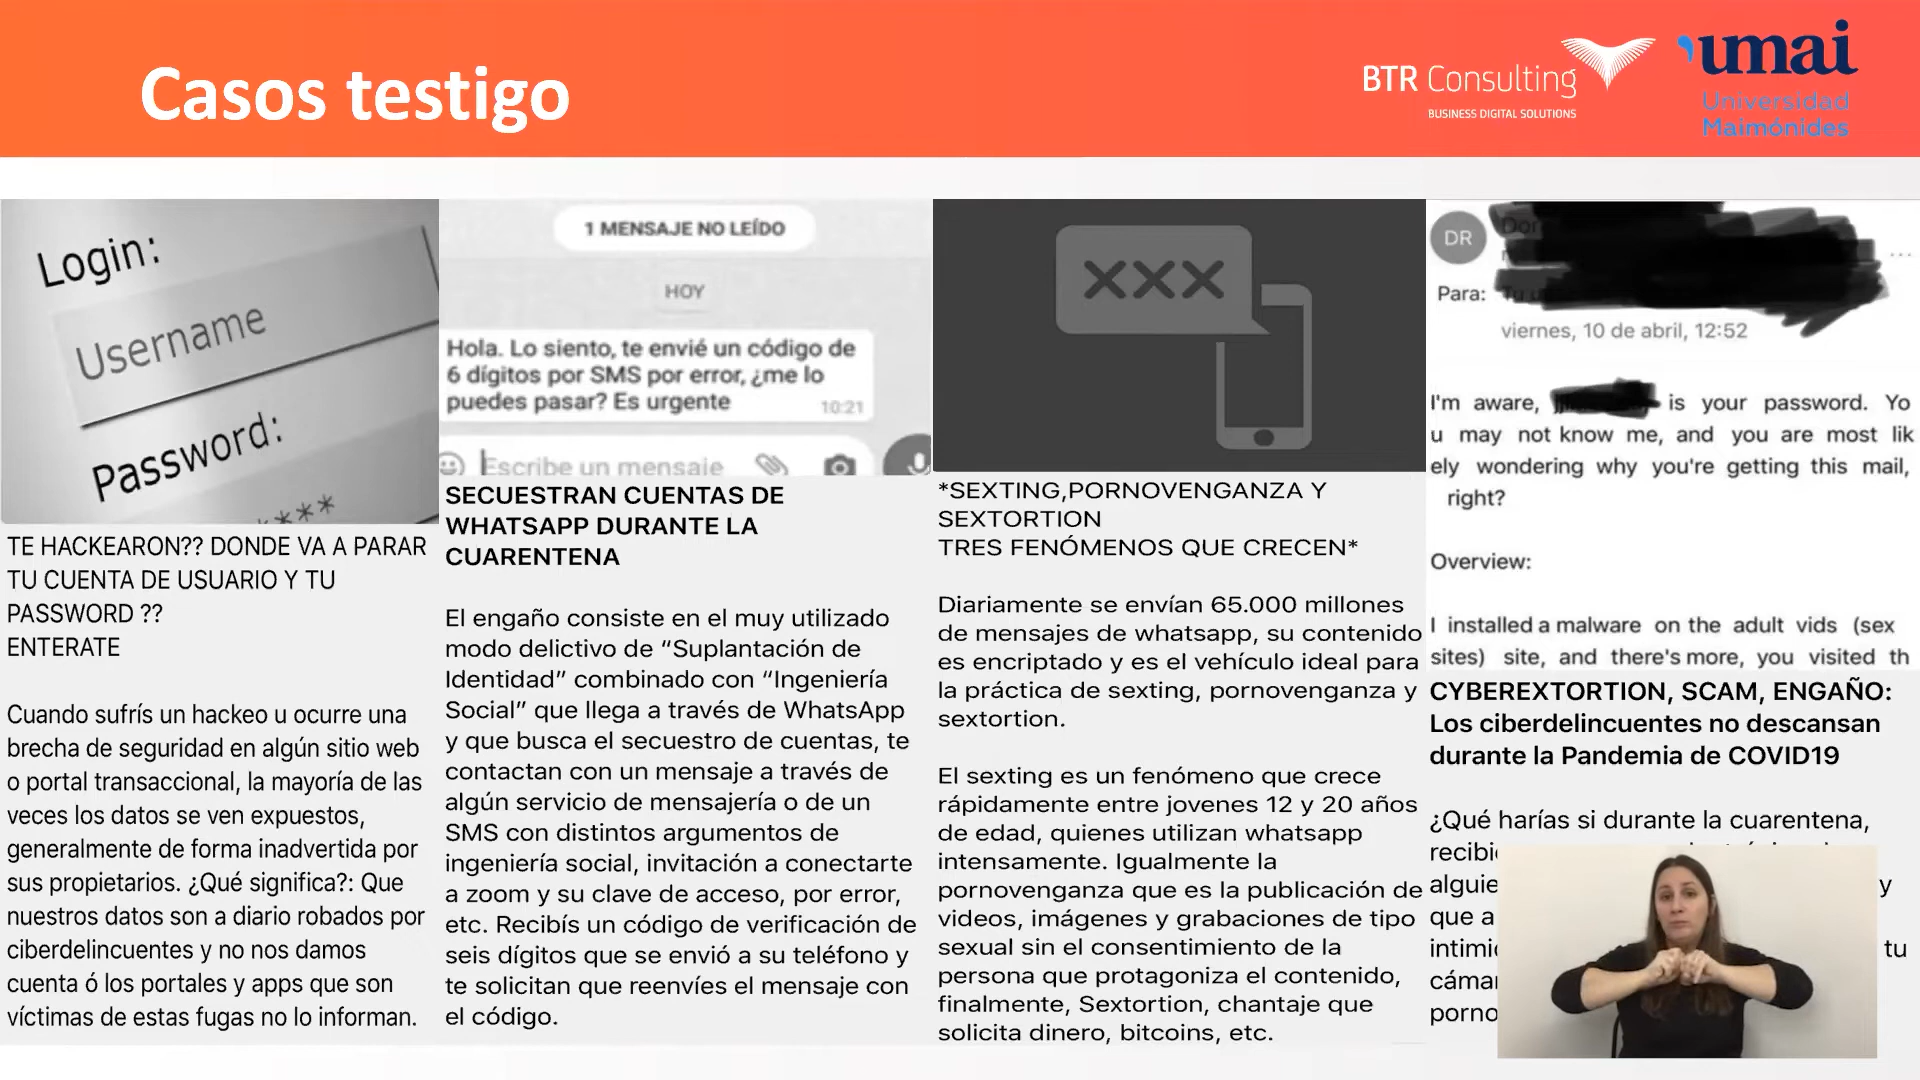 Casos testigo
BTR Consulting
BUSINESS DIGITAL SOLUTIONS
umai
Universidad
Maimónides
Login:
Username
Password:
****
TE HACKEARON?? DONDE VA A PARAR
TU CUENTA DE USUARIO Y TU
PASSWORD ??
ENTERATE
Cuando sufrís un hackeo u ocurre una
brecha de seguridad en algún sitio web
o portal transaccional, la mayoría de las
veces los datos se ven expuestos,
generalmente de forma inadvertida por
sus propietarios. ¿Qué significa?: Que
nuestros datos son a diario robados por
ciberdelincuentes y no nos damos
cuenta ó los portales y apps que son
víctimas de estas fugas no lo informan.
1 MENSAJE NO LEÍDO
HOY
Hola. Lo siento, te envié un código de
6 dígitos por SMS por error, ¿me lo
puedes pasar? Es urgente
10:21
Escribe un mensaje
SECUESTRAN CUENTAS DE
WHATSAPP DURANTE LA
CUARENTENA
El engaño consiste en el muy utilizado
modo delictivo de “Suplantación de
Identidad” combinado con “Ingeniería
Social” que llega a través de WhatsApp
y que busca el secuestro de cuentas, te
contactan con un mensaje a través de
algún servicio de mensajería o de un
SMS con distintos argumentos de
ingeniería social, invitación a conectarte
a zoom y su clave de acceso, por error,
etc. Recibís un código de verificación de
seis dígitos que se envió a su teléfono y
te solicitan que reenvíes el mensaje con
el código.
XXX
*SEXTING,PORNOVENGANZA Y
SEXTORTION
TRES FENÓMENOS QUE CRECEN*
Diariamente se envían 65.000 millones
de mensajes de whatsapp, su contenido
es encriptado y es el vehículo ideal para
la práctica de sexting, pornovenganza y
sextortion.
El sexting es un fenómeno que crece
rápidamente entre jovenes 12 y 20 años
de edad, quienes utilizan whatsapp
intensamente. Igualmente la
pornovenganza que es la publicación de
videos, imágenes y grabaciones de tipo
sexual sin el consentimiento de la
persona que protagoniza el contenido,
finalmente, Sextortion, chantaje que
solicita dinero, bitcoins, etc.
DR
Para:
viernes, 10 de abril, 12:52
I'm aware, is your password. Yo
u may not know me, and you are most lik
ely wondering why you're getting this mail,
right?
Overview:
I installed a malware on the adult vids (sex
sites) site, and there's more, you visited th
CYBEREXTORTION, SCAM, ENGAÑO:
Los ciberdelincuentes no descansan
durante la Pandemia de COVID19
¿Qué harías si durante la cuarentena,
y
que a
tu